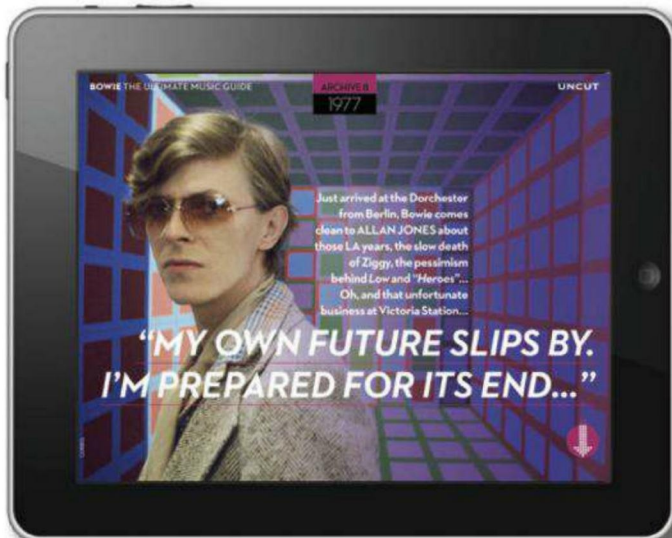 BOWIE THE ULTIMATE MUSIC GUIDE
ARCHIVE 8
1977
UNCUT
Just arrived at the Dorchester
from Berlin, Bowie comes
clean to ALLAN JONES about
those LA years, the slow death
of Ziggy, the pessimism
behind Low and “Heroes”...
Oh, and that unfortunate
business at Victoria Station...
“MY OWN FUTURE SLIPS BY.
I’M PREPARED FOR ITS END...”